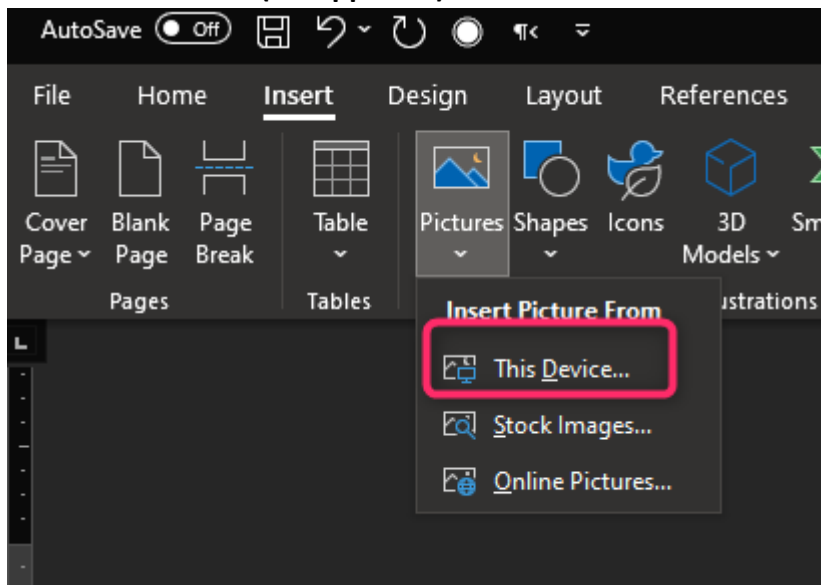 AutoSave Off
File Home Insert Design Layout References
Cover Page Blank Page Page Break Table Pictures Shapes Icons 3D Models
Pages Tables
Insert Picture From
This Device...
Stock Images...
Online Pictures...